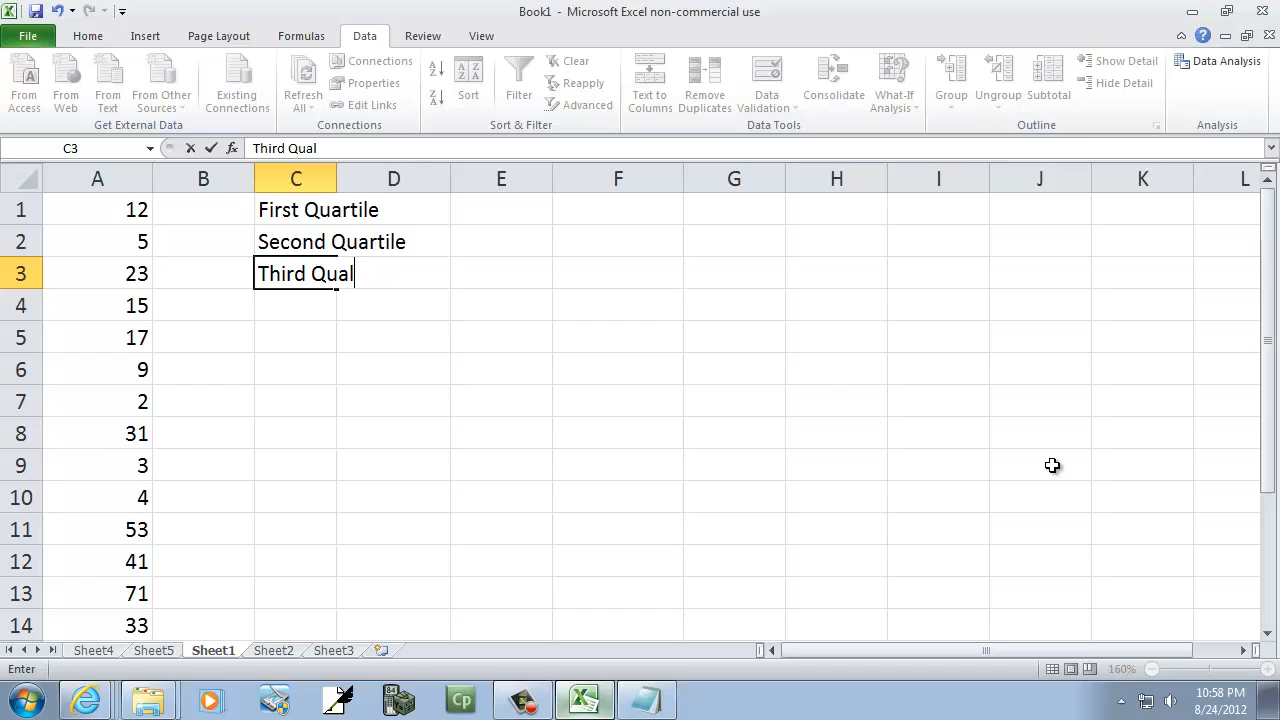 Book1 - Microsoft Excel non-commercial use
File Home Insert Page Layout Formulas Data Review View
From Access
From Web
From Text
From Other Sources
Existing Connections
Get External Data
Refresh All
Connections
Properties
Edit Links
Connections
Sort
Filter
Clear
Reapply
Advanced
Sort & Filter
Text to Columns
Remove Duplicates
Data Validation
Consolidate
What-If Analysis
Data Tools
Group
Ungroup
Subtotal
Show Detail
Hide Detail
Outline
Data Analysis
Analysis
C3 fx Third Qual
A B C D E F G H I J K L
1 12 First Quartile
2 5 Second Quartile
3 23 Third Qual
4 15
5 17
6 9
7 2
8 31
9 3
10 4
11 53
12 41
13 71
14 33
Sheet4 Sheet5 Sheet1 Sheet2 Sheet3
Enter 160%
Cp
10:58 PM
8/24/2012